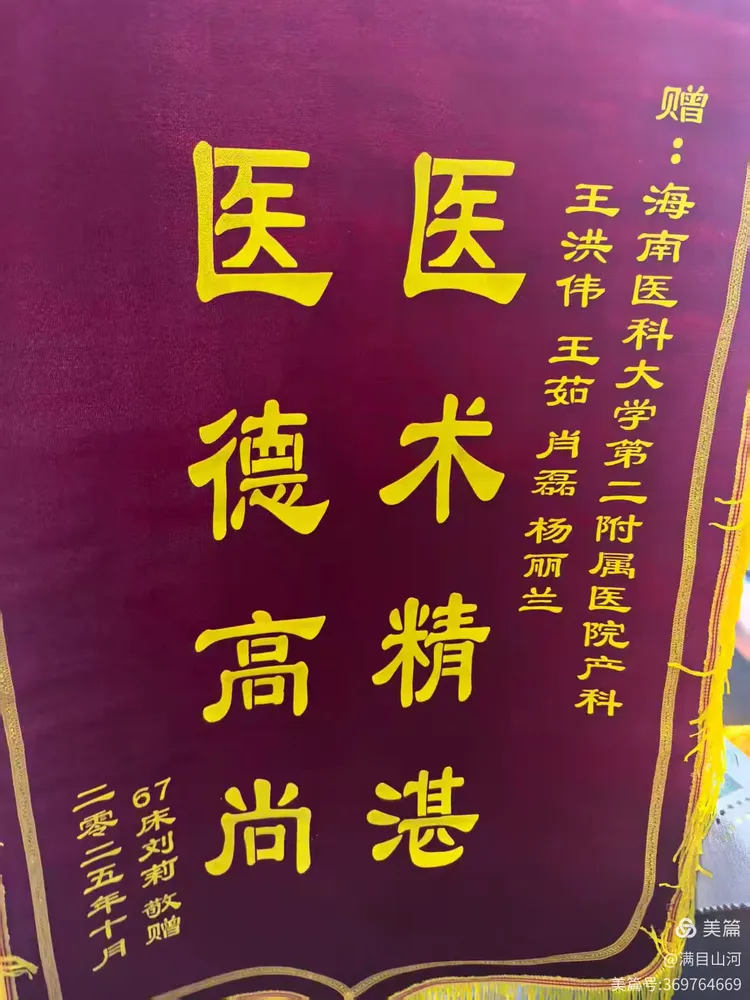 赠：海南医科大学第二附属医院产科
王洪伟 王茹 肖磊 杨丽兰
医术精湛
医德高尚
67床刘莉 敬赠
二零二五年十月
美篇
@满目山河
美篇号:369764669